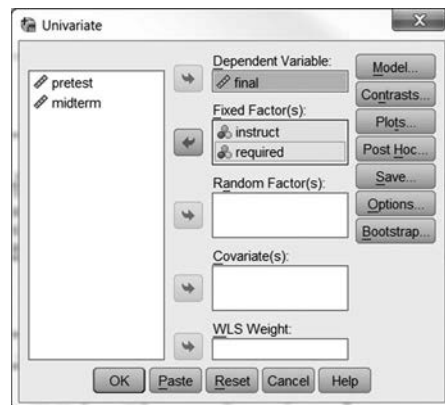 Univariate
X
pretest
midterm
Dependent Variable:
final
Fixed Factor(s):
instruct
required
Random Factor(s):
Covariate(s):
WLS Weight:
Model...
Contrasts...
Plots...
Post Hoc...
Save...
Options...
Bootstrap...
OK Paste Reset Cancel Help